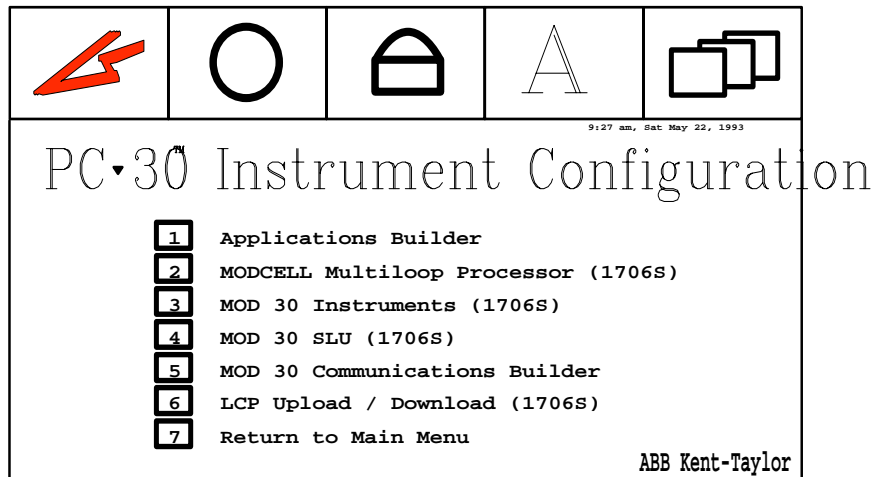 A
9:27 am, Sat May 22, 1993
PC▾30™ Instrument Configuration
1 Applications Builder
2 MODCELL Multiloop Processor (1706S)
3 MOD 30 Instruments (1706S)
4 MOD 30 SLU (1706S)
5 MOD 30 Communications Builder
6 LCP Upload / Download (1706S)
7 Return to Main Menu
ABB Kent-Taylor